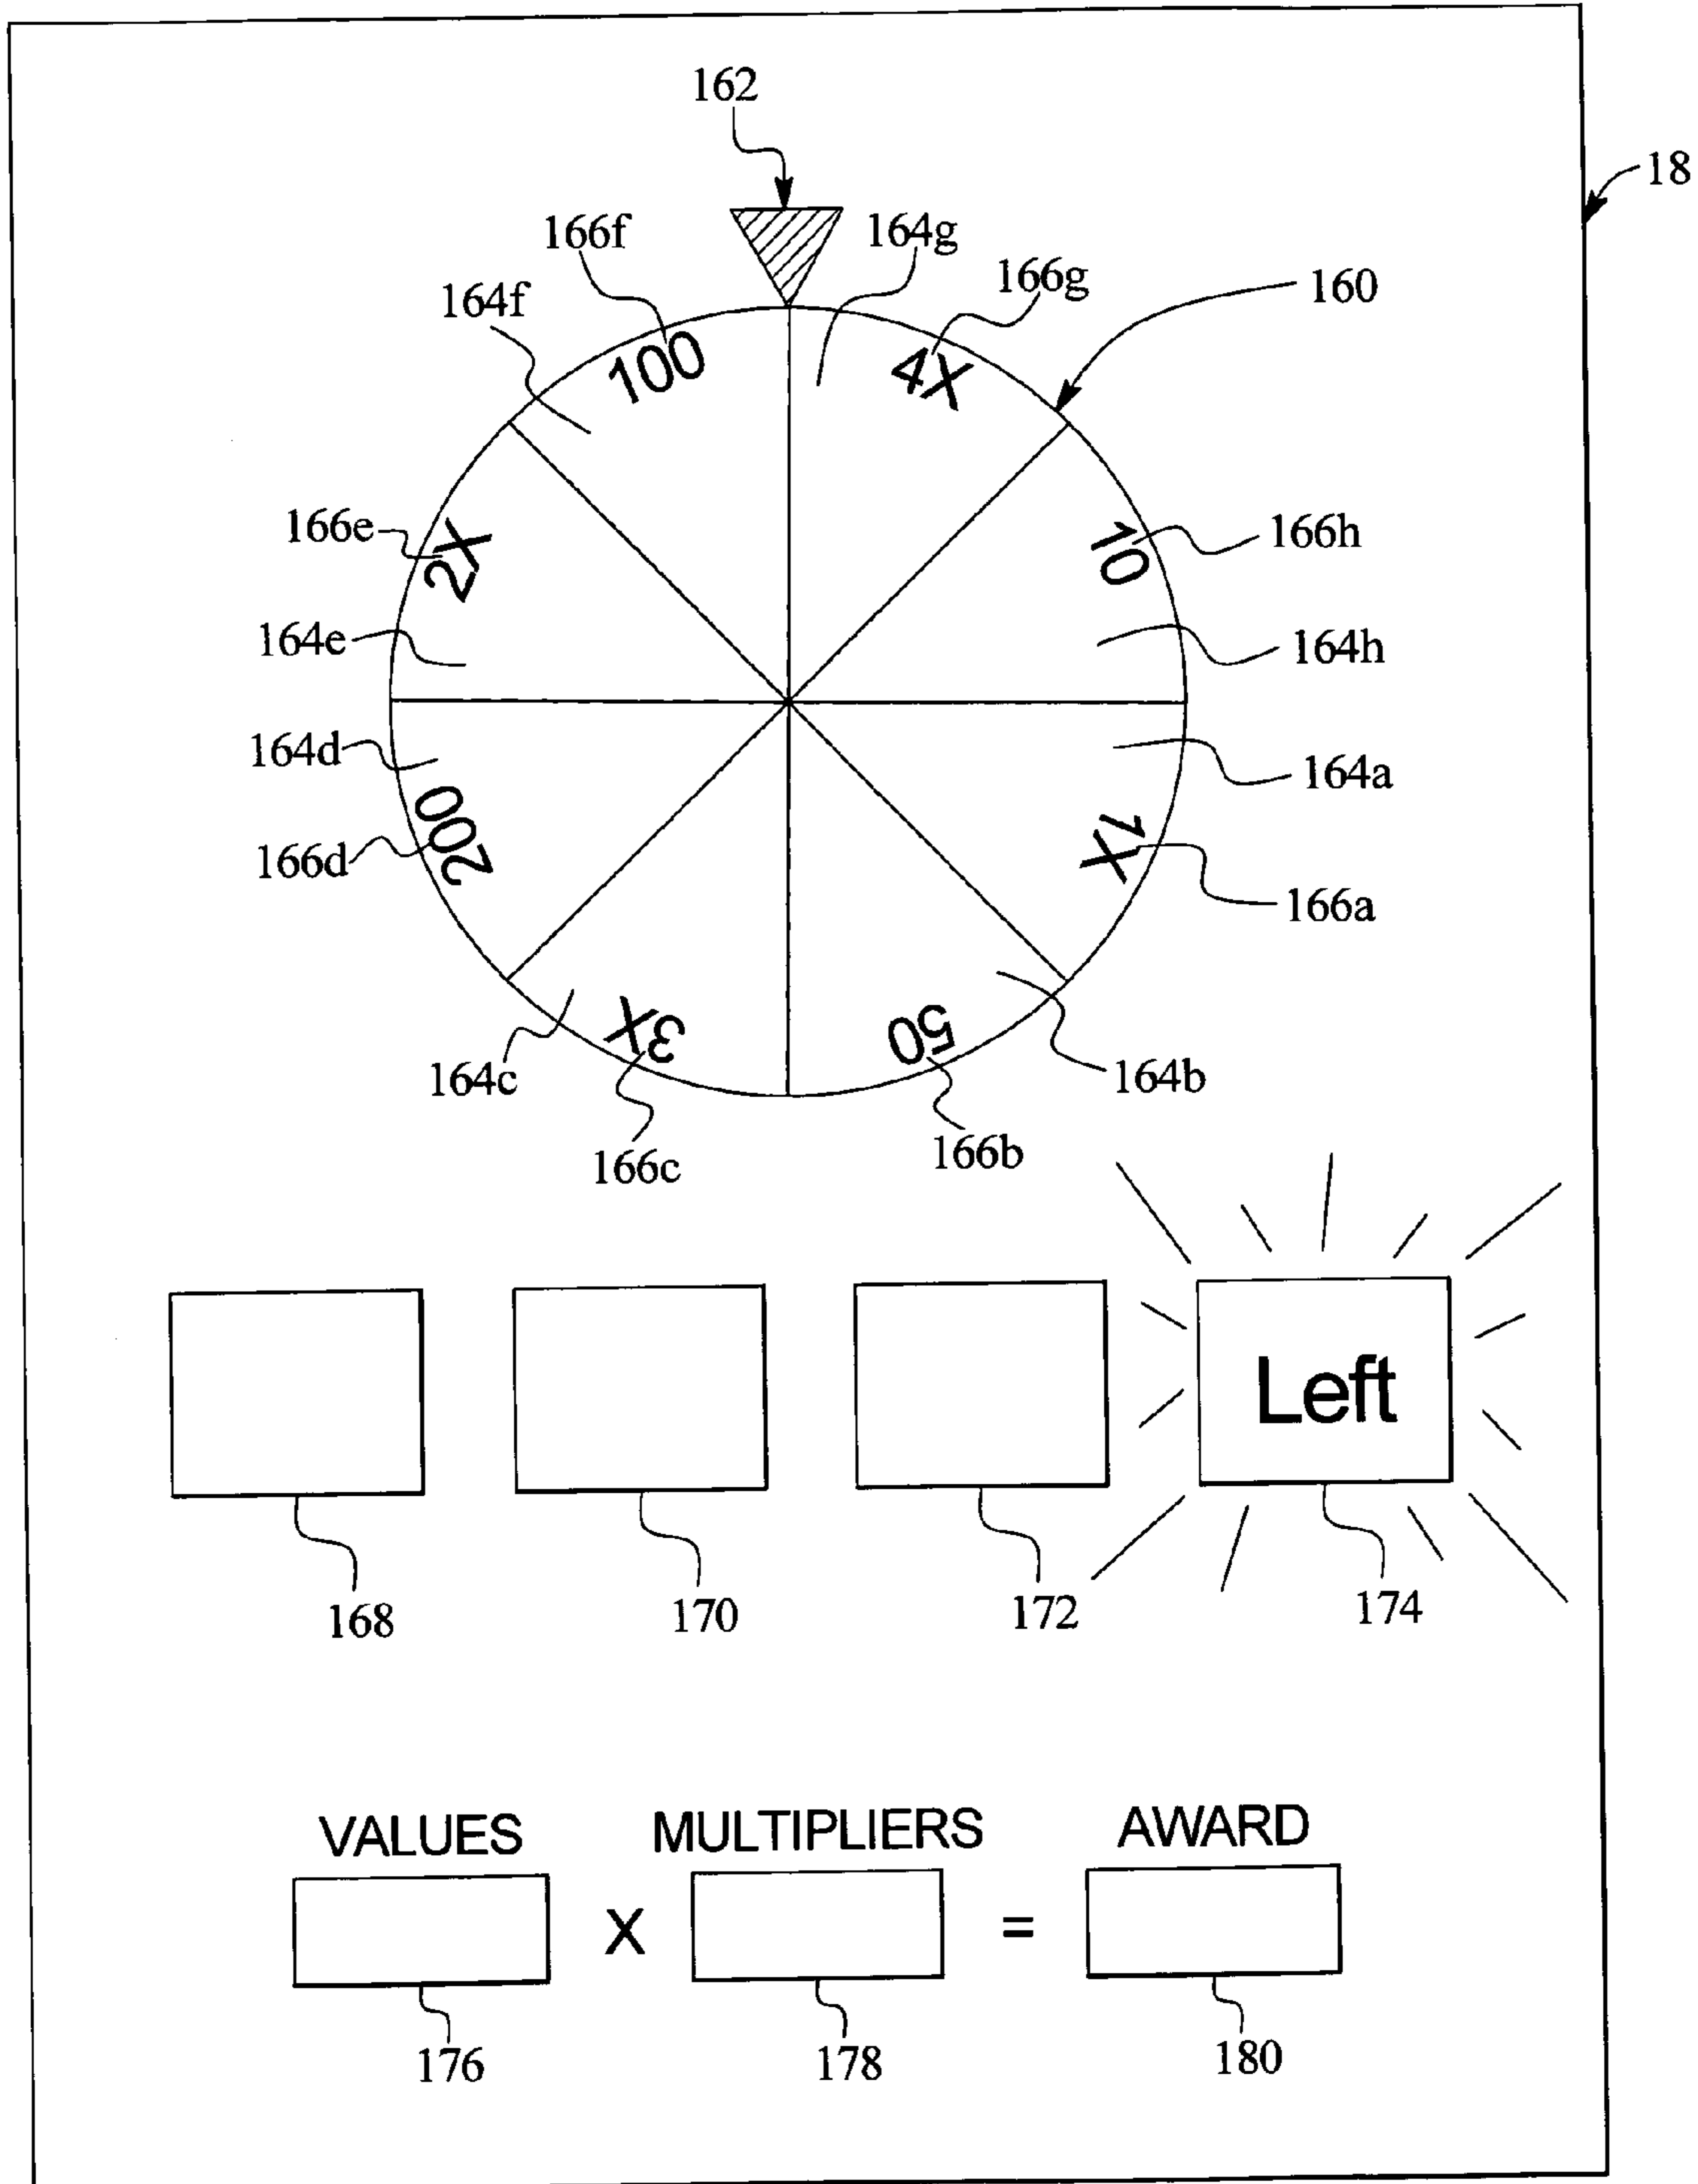 162
18
166f
164g
166g
160
164f
100
4X
166e
2X
10
166h
164e
164h
164d
164a
200
1X
166d
166a
3X
50
164c
164b
166c
166b
Left
168
170
172
174
VALUES MULTIPLIERS AWARD
X =
176
178
180